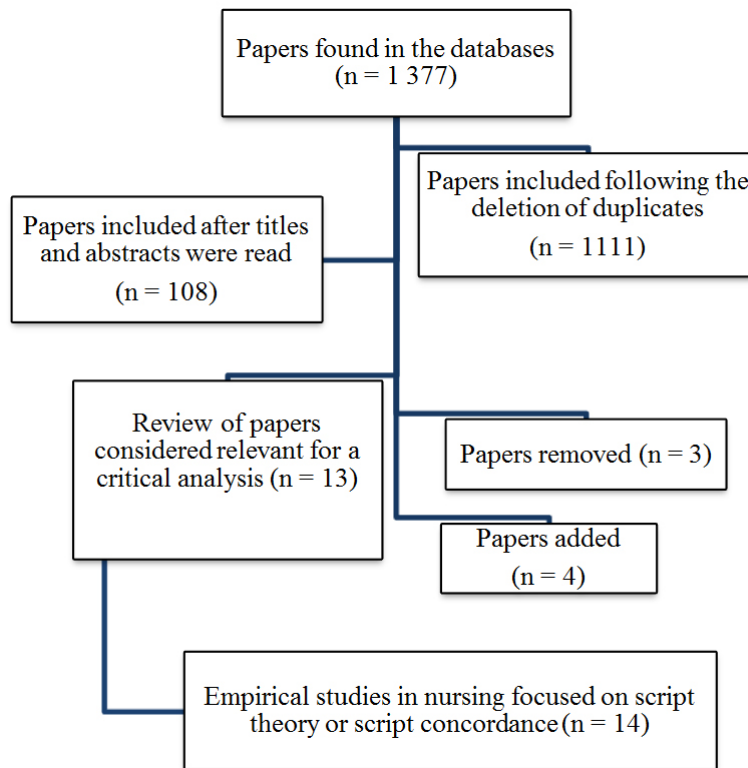 Papers found in the databases
(n = 1 377)
Papers included following the
deletion of duplicates
(n = 1111)
Papers included after titles
and abstracts were read
(n = 108)
Review of papers
considered relevant for a
critical analysis (n = 13)
Papers removed (n = 3)
Papers added
(n = 4)
Empirical studies in nursing focused on script
theory or script concordance (n = 14)